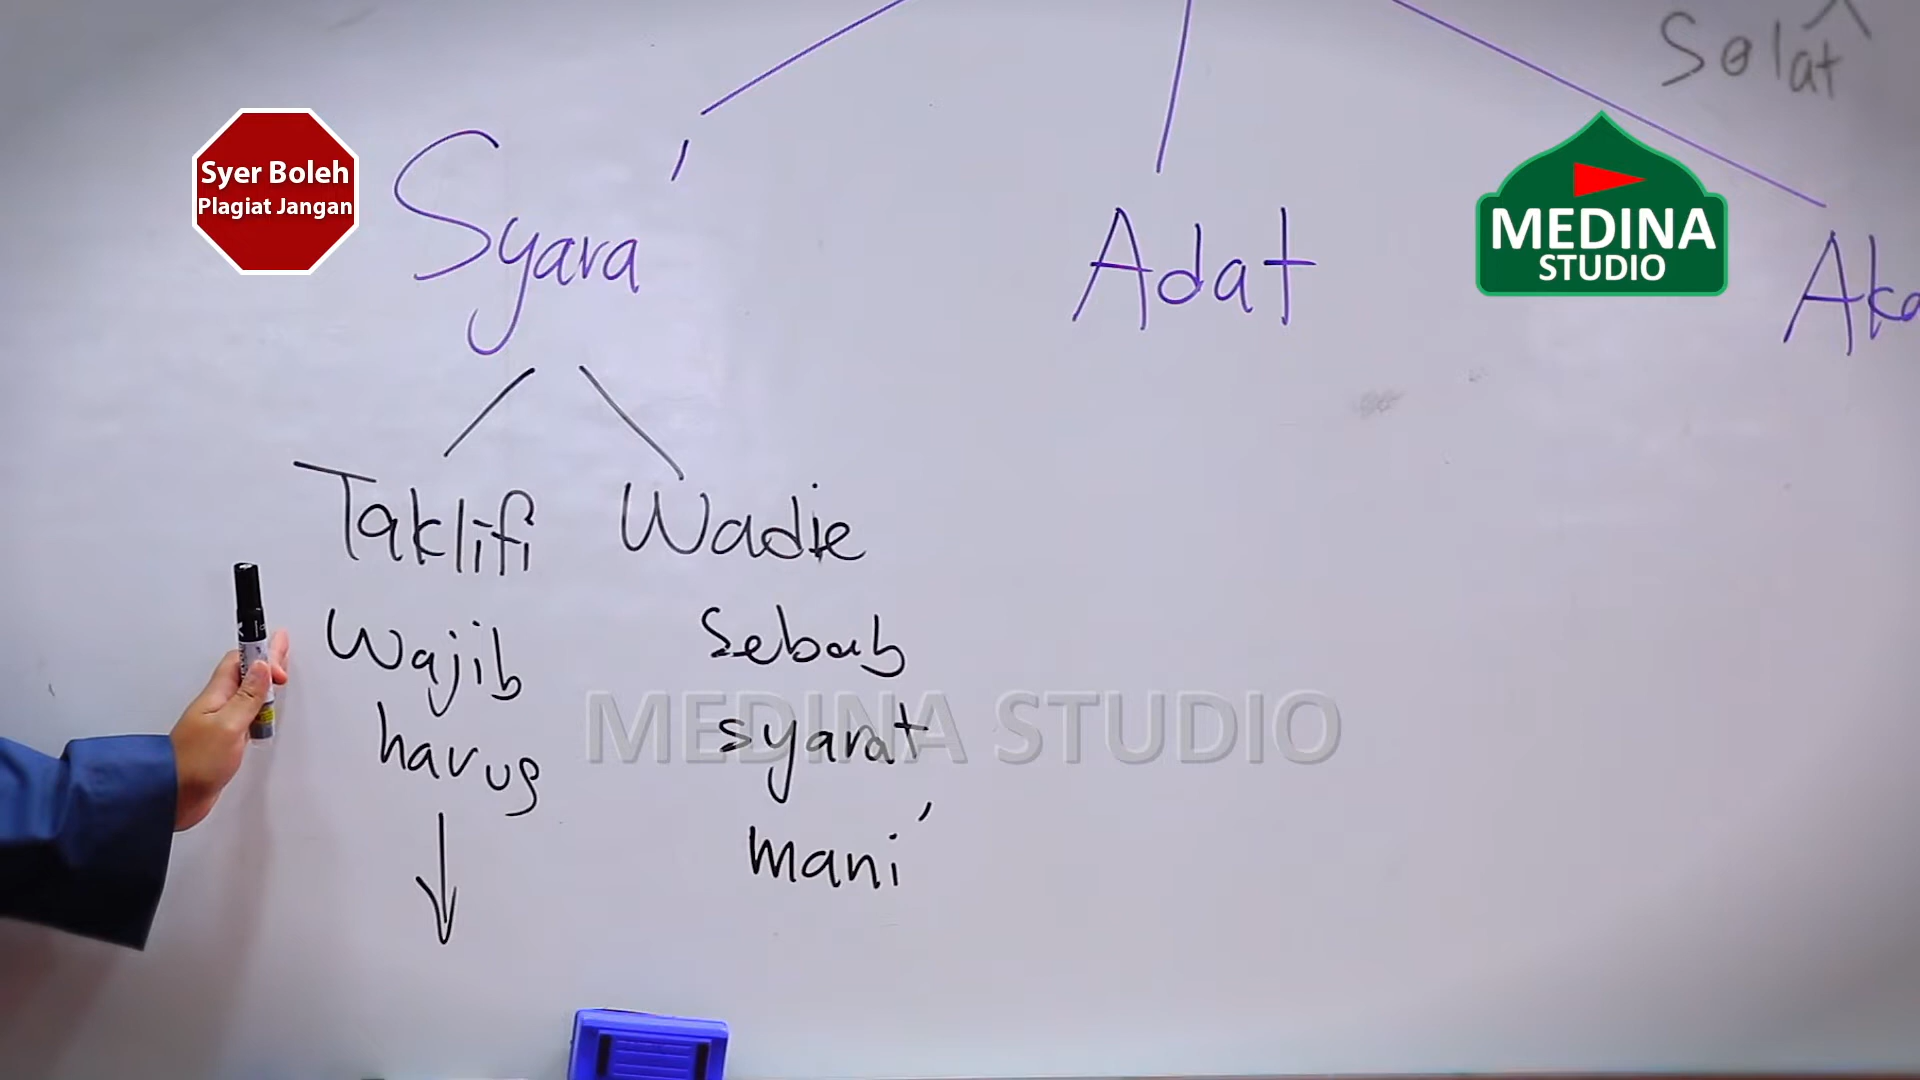 Solat
Syer Boleh
Plagiat Jangan
Syara'
Adat
MEDINA
STUDIO
Taklifi Wadie
Wajib sebab
harus syarat
mani'
MEDINA STUDIO